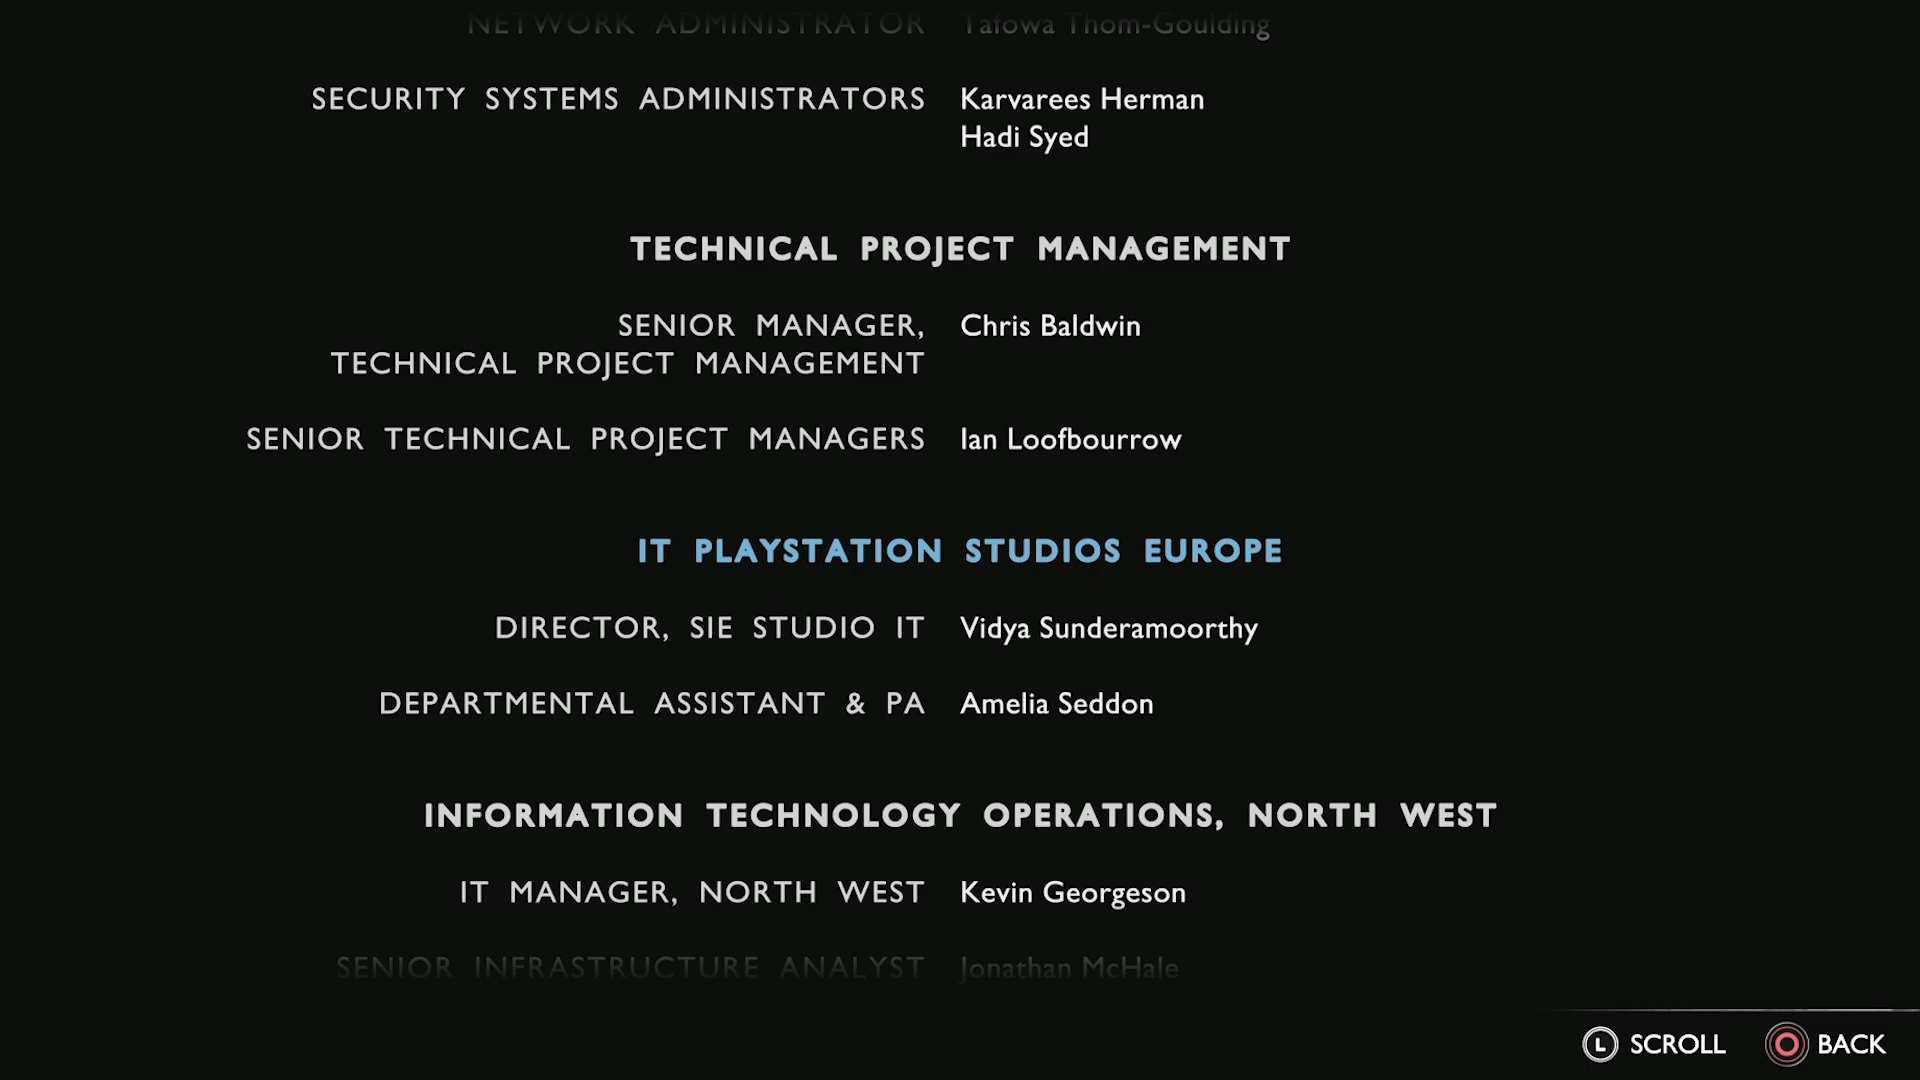 NETWORK ADMINISTRATOR Tafowa Thom-Goulding
SECURITY SYSTEMS ADMINISTRATORS Karvarees Herman
Hadi Syed
TECHNICAL PROJECT MANAGEMENT
SENIOR MANAGER, Chris Baldwin
TECHNICAL PROJECT MANAGEMENT
SENIOR TECHNICAL PROJECT MANAGERS Ian Loofbourrow
IT PLAYSTATION STUDIOS EUROPE
DIRECTOR, SIE STUDIO IT Vidya Sunderamoorthy
DEPARTMENTAL ASSISTANT & PA Amelia Seddon
INFORMATION TECHNOLOGY OPERATIONS, NORTH WEST
IT MANAGER, NORTH WEST Kevin Georgeson
SENIOR INFRASTRUCTURE ANALYST Jonathan McHale
L SCROLL BACK